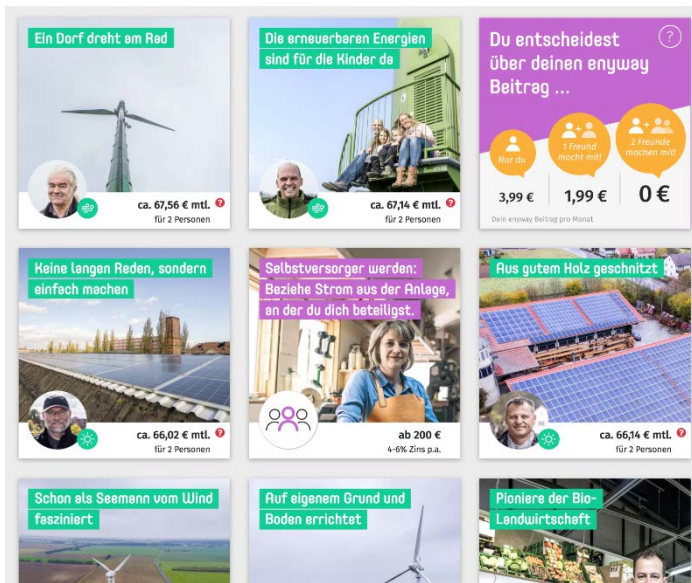 Ein Dorf dreht am Rad
ca. 67,56 € mtl. ?
für 2 Personen
Die erneuerbaren Energien
sind für die Kinder da
ca. 67,14 € mtl. ?
für 2 Personen
Du entscheidest
über deinen enyway
Beitrag ...
?
Nur du
1 Freund
macht mit!
2 Freunde
machen mit!
3,99 €
1,99 €
0 €
Dein enyway Beitrag pro Monat
Keine langen Reden, sondern
einfach machen
ca. 66,02 € mtl. ?
für 2 Personen
Selbstversorger werden:
Beziehe Strom aus der Anlage,
an der du dich beteiligst.
ab 200 €
4-6% Zins p.a.
Aus gutem Holz geschnitzt
ca. 66,14 € mtl. ?
für 2 Personen
Schon als Seemann vom Wind
fasziniert
Auf eigenem Grund und
Boden errichtet
Pioniere der Bio-
Landwirtschaft